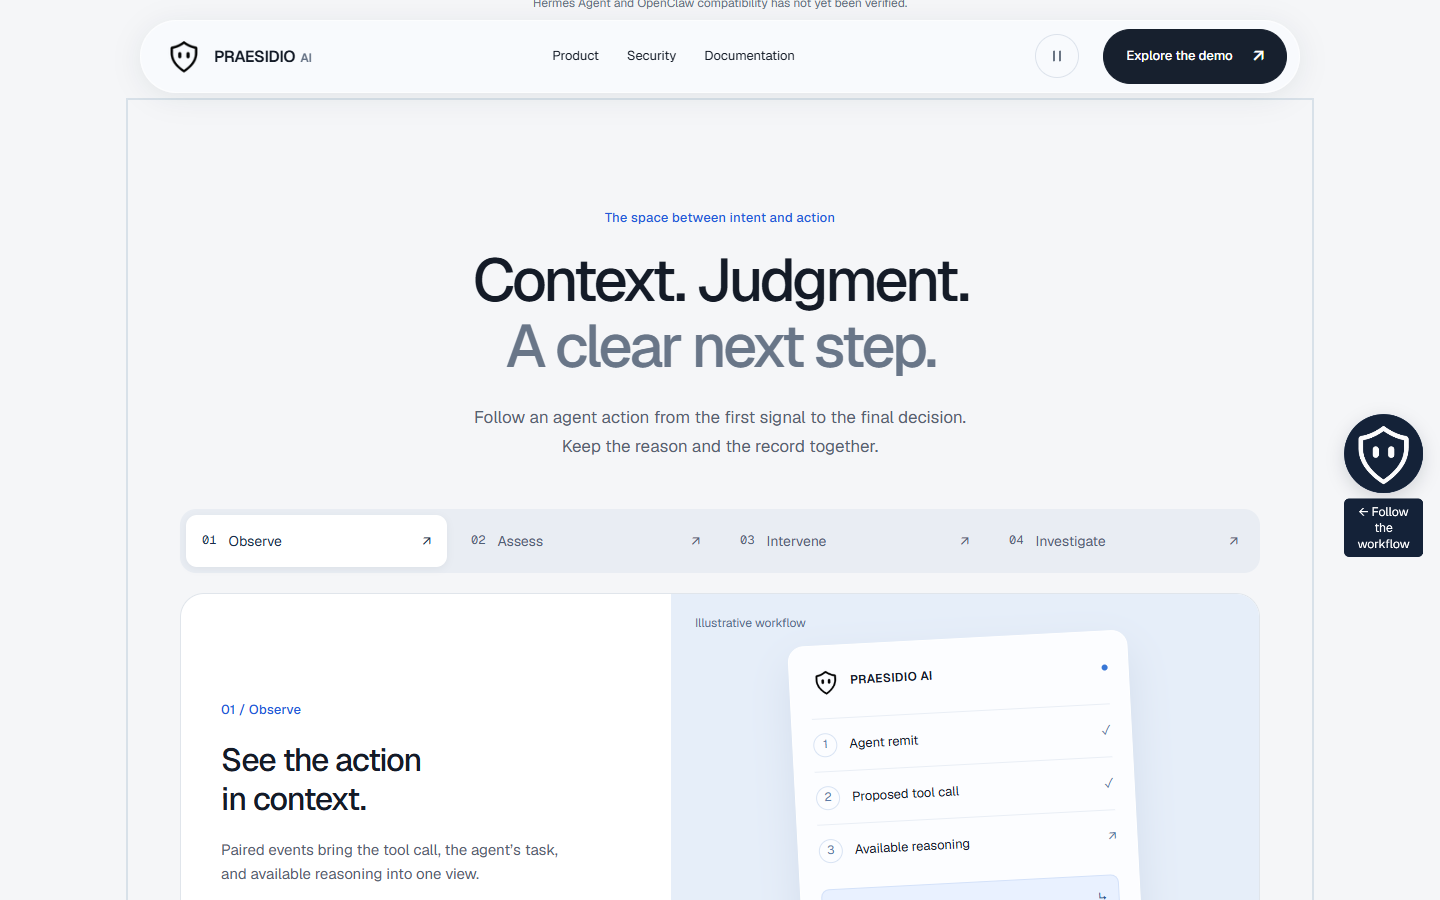 Hermes Agent and OpenClaw compatibility has not yet been verified.
PRAESIDIO AI
Product
Security
Documentation
Explore the demo
The space between intent and action
Context. Judgment.
A clear next step.
Follow an agent action from the first signal to the final decision.
Keep the reason and the record together.
01 Observe
02 Assess
03 Intervene
04 Investigate
← Follow
the
workflow
Illustrative workflow
PRAESIDIO AI
1 Agent remit
2 Proposed tool call
3 Available reasoning
01 / Observe
See the action
in context.
Paired events bring the tool call, the agent's task,
and available reasoning into one view.